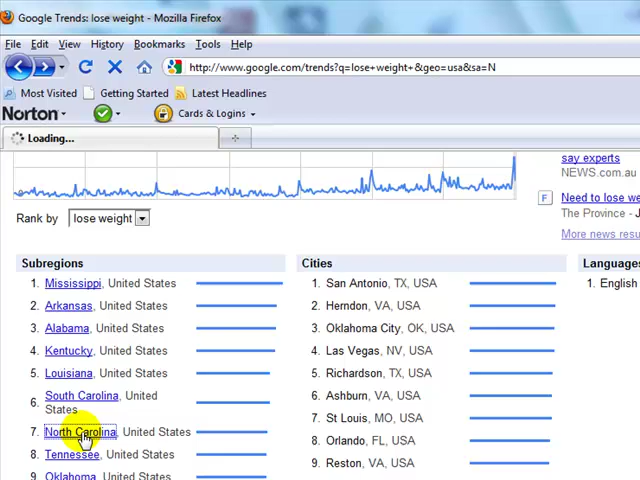 Google Trends: lose weight - Mozilla Firefox
File Edit View History Bookmarks Tools Help
http://www.google.com/trends?q=lose+weight+&geo=usa&sa=N
Most Visited Getting Started Latest Headlines
Norton Cards & Logins
Loading...
say experts
NEWS.com.au
F Need to lose we
The Province - J
More news resu
Rank by lose weight
Subregions
1. Mississippi, United States
2. Arkansas, United States
3. Alabama, United States
4. Kentucky, United States
5. Louisiana, United States
6. South Carolina, United
States
7. North Carolina, United States
8. Tennessee, United States
9. Oklahoma, United States
Cities
1. San Antonio, TX, USA
2. Herndon, VA, USA
3. Oklahoma City, OK, USA
4. Las Vegas, NV, USA
5. Richardson, TX, USA
6. Ashburn, VA, USA
7. St Louis, MO, USA
8. Orlando, FL, USA
9. Reston, VA, USA
Languages
1. English